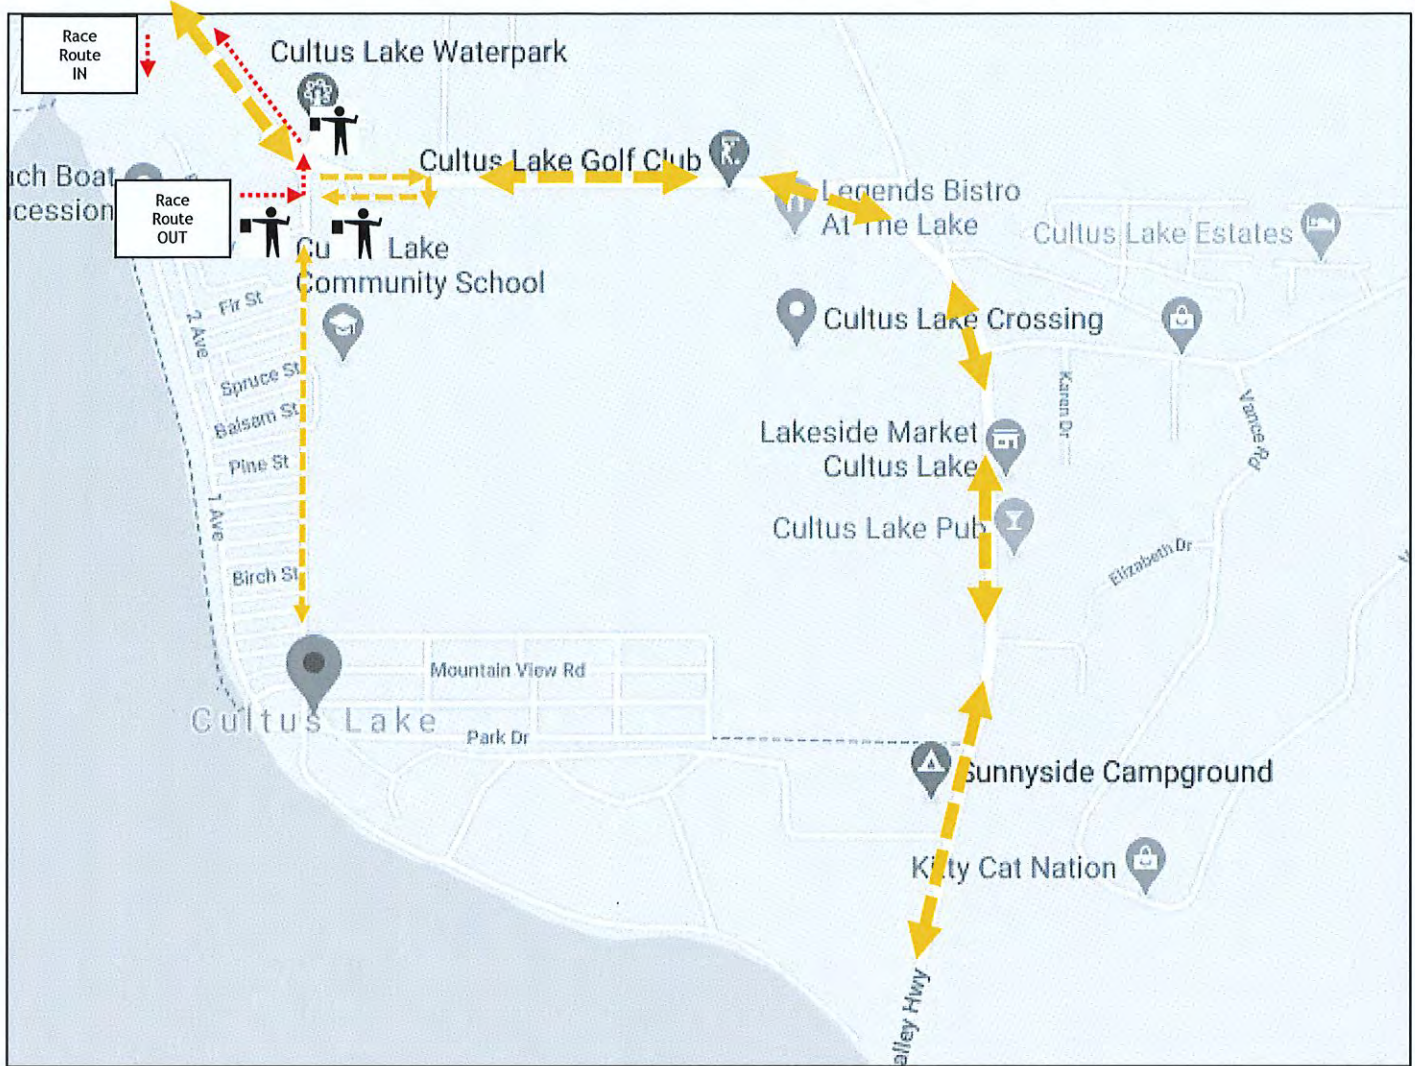 Race
Route
IN
Cultus Lake Waterpark
Cultus Lake Golf Club
ach Boat
ncession
Race
Route
OUT
Legends Bistro
At The Lake
Cultus Lake Estates
Cu Lake
Community School
Fir St
2 Ave
Cultus Lake Crossing
Spruce St
Balsam St
Pine St
Karen Dr
Vance Rd
Lakeside Market
Cultus Lake
1 Ave
Cultus Lake Pub
Elizabeth Dr
Birch St
Mountain View Rd
Cultus Lake
Park Dr
Sunnyside Campground
Kitty Cat Nation
alley Hwy